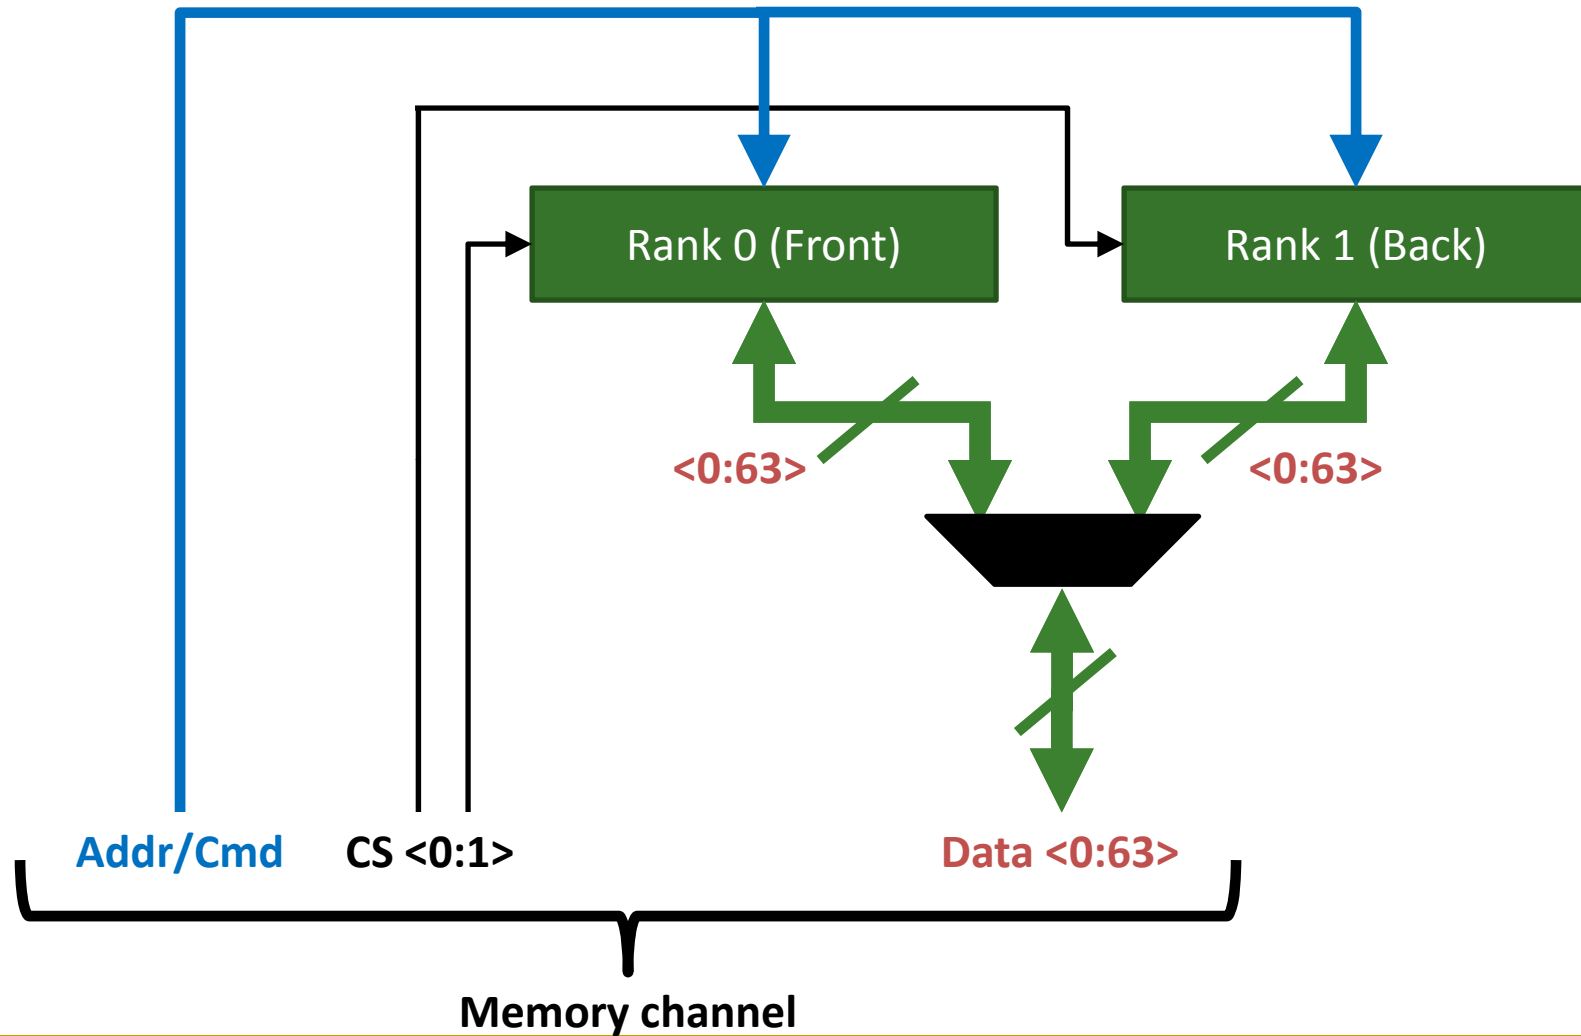 Rank 0 (Front)
Rank 1 (Back)
<0:63>
<0:63>
Addr/Cmd
CS <0:1>
Data <0:63>
Memory channel